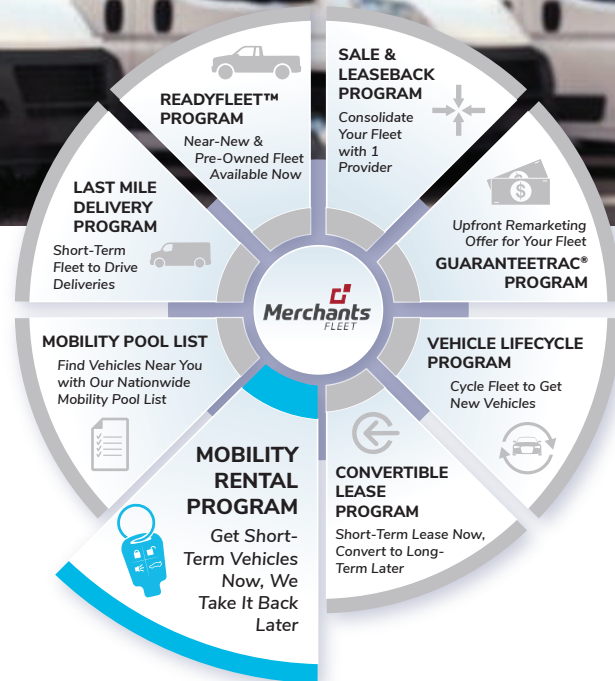 READYFLEET™
PROGRAM
Near-New &
Pre-Owned Fleet
Available Now
SALE &
LEASEBACK
PROGRAM
Consolidate
Your Fleet
with 1
Provider
Upfront Remarketing
Offer for Your Fleet
GUARANTEETRAC®
PROGRAM
VEHICLE LIFECYCLE
PROGRAM
Cycle Fleet to Get
New Vehicles
CONVERTIBLE
LEASE
PROGRAM
Short-Term Lease Now,
Convert to Long-
Term Later
MOBILITY
RENTAL
PROGRAM
Get Short-
Term Vehicles
Now, We
Take It Back
Later
MOBILITY POOL LIST
Find Vehicles Near You
with Our Nationwide
Mobility Pool List
LAST MILE
DELIVERY
PROGRAM
Short-Term
Fleet to Drive
Deliveries
Merchants
FLEET
$